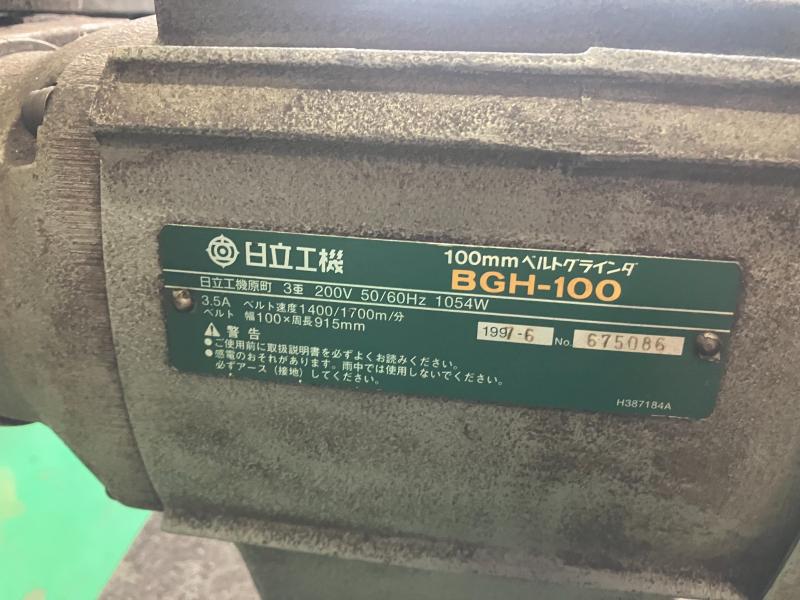 日立工機
100mmベルトグラインダ
BGH-100
日立工機原町 3重 200V 50/60Hz 1054W
3.5A ベルト速度1400/1700m/分
ベルト 幅100×周長915mm
1997-6 No. 675086
警告
●ご使用前に取扱説明書を必ずよくお読みください。
●感電のおそれがあります。雨中では使用しないでください。
必ずアース（接地）してください。
H387184A